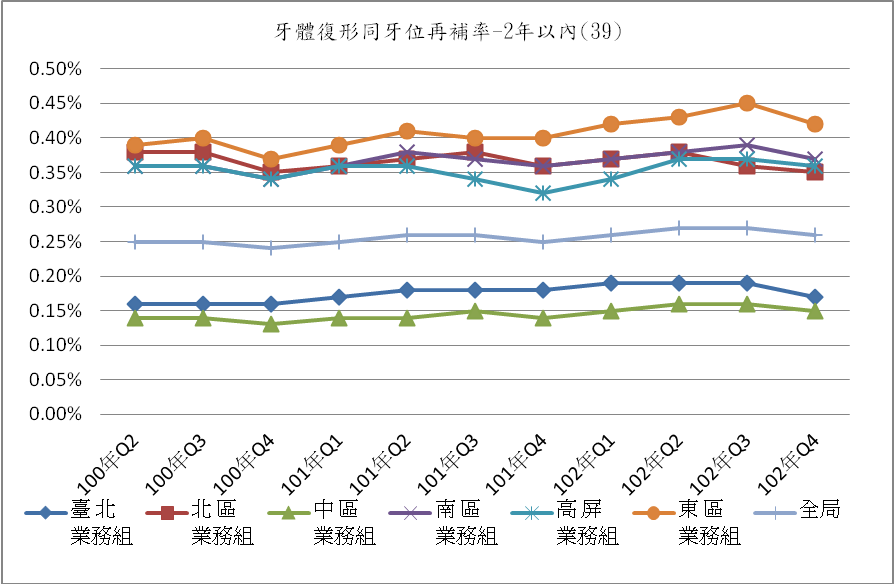 牙體復形同牙位再補率-2年以內(39)
0.50%
0.45%
0.40%
0.35%
0.30%
0.25%
0.20%
0.15%
0.10%
0.05%
0.00%
100年Q2
100年Q3
100年Q4
101年Q1
101年Q2
101年Q3
101年Q4
102年Q1
102年Q2
102年Q3
102年Q4
臺北
業務組
北區
業務組
中區
業務組
南區
業務組
高屏
業務組
東區
業務組
全局